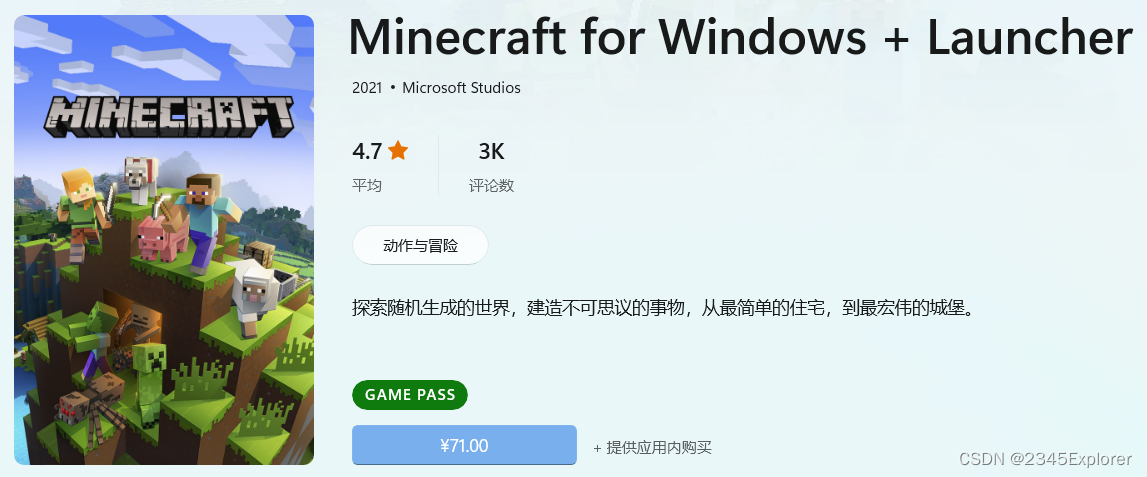 MINECRAFT
Minecraft for Windows + Launcher
2021 • Microsoft Studios
4.7 3K
平均 评论数
动作与冒险
探索随机生成的世界，建造不可思议的事物，从最简单的住宅，到最宏伟的城堡。
GAME PASS
¥71.00 + 提供应用内购买
CSDN @2345Explorer